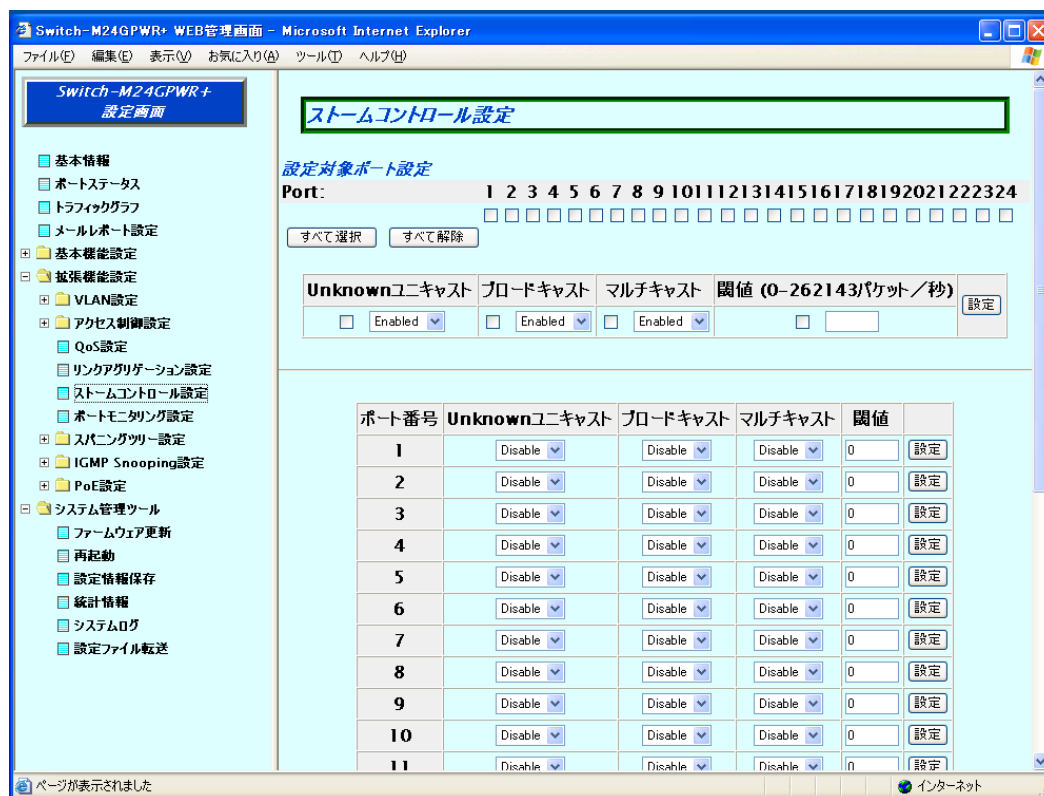 Switch-M24GPWR+ WEB管理画面 - Microsoft Internet Explorer
ファイル(F) 編集(E) 表示(V) お気に入り(A) ツール(T) ヘルプ(H)
Switch-M24GPWR+
設定画面
基本情報
ポートステータス
トラフィックグラフ
メールレポート設定
基本機能設定
拡張機能設定
VLAN設定
アクセス制御設定
QoS設定
リンクアグリゲーション設定
ストームコントロール設定
ポートモニタリング設定
スパニングツリー設定
IGMP Snooping設定
PoE設定
システム管理ツール
ファームウェア更新
再起動
設定情報保存
統計情報
システムログ
設定ファイル転送
ストームコントロール設定
設定対象ポート設定
Port: 1 2 3 4 5 6 7 8 9 101112131415161718192021222324
すべて選択 すべて解除
Unknownユニキャスト ブロードキャスト マルチキャスト 閾値 (0-262143パケット／秒) 設定
Enabled Enabled Enabled
ポート番号 Unknownユニキャスト ブロードキャスト マルチキャスト 閾値
1 Disable Disable Disable 0 設定
2 Disable Disable Disable 0 設定
3 Disable Disable Disable 0 設定
4 Disable Disable Disable 0 設定
5 Disable Disable Disable 0 設定
6 Disable Disable Disable 0 設定
7 Disable Disable Disable 0 設定
8 Disable Disable Disable 0 設定
9 Disable Disable Disable 0 設定
10 Disable Disable Disable 0 設定
11 Disable Disable Disable 0 設定
ページが表示されました インターネット